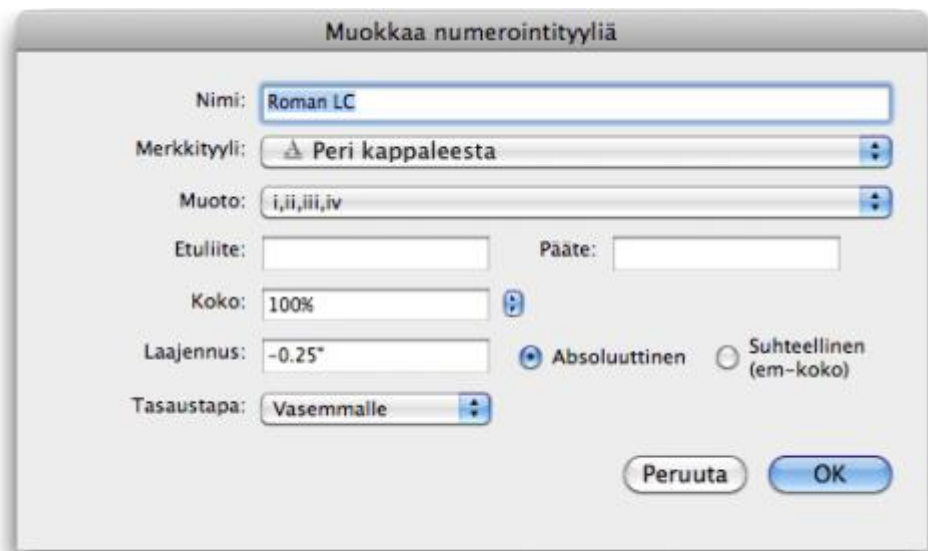 Muokkaa numerointityyliä
Nimi: Roman LC
Merkkityyli: A Peri kappaleesta
Muoto: i,ii,iii,iv
Etuliite: Pääte:
Koko: 100%
Laajennus: -0.25" Absoluuttinen Suhteellinen
(em-koko)
Tasaustapa: Vasemmalle
Peruuta OK